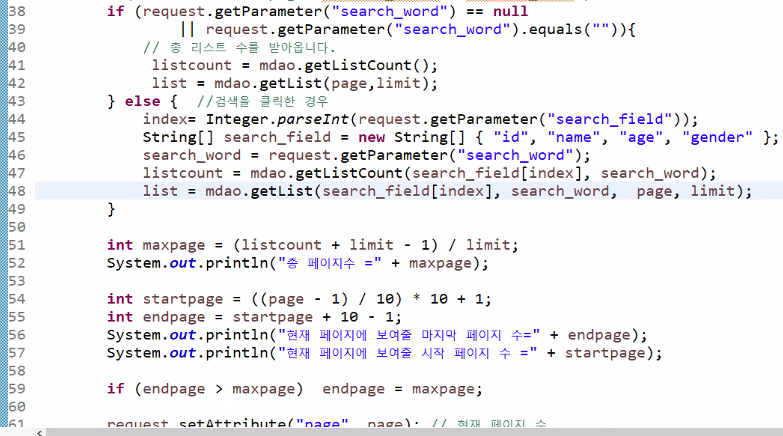 38 if (request.getParameter("search_word") == null
39 || request.getParameter("search_word").equals("")){
40 // 총 리스트 수를 받아옵니다.
41 listcount = mdao.getListCount();
42 list = mdao.getList(page,limit);
43 } else { //검색을 클릭한 경우
44 index= Integer.parseInt(request.getParameter("search_field"));
45 String[] search_field = new String[] { "id", "name", "age", "gender" };
46 search_word = request.getParameter("search_word");
47 listcount = mdao.getListCount(search_field[index], search_word);
48 list = mdao.getList(search_field[index], search_word,  page, limit);
49 }
50
51 int maxpage = (listcount + limit - 1) / limit;
52 System.out.println("총 페이지수 =" + maxpage);
53
54 int startpage = ((page - 1) / 10) * 10 + 1;
55 int endpage = startpage + 10 - 1;
56 System.out.println("현재 페이지에 보여줄 마지막 페이지 수=" + endpage);
57 System.out.println("현재 페이지에 보여줄 시작 페이지 수 =" + startpage);
58
59 if (endpage > maxpage)  endpage = maxpage;
60
61 request.setAttribute("page", page); // 현재 페이지 수